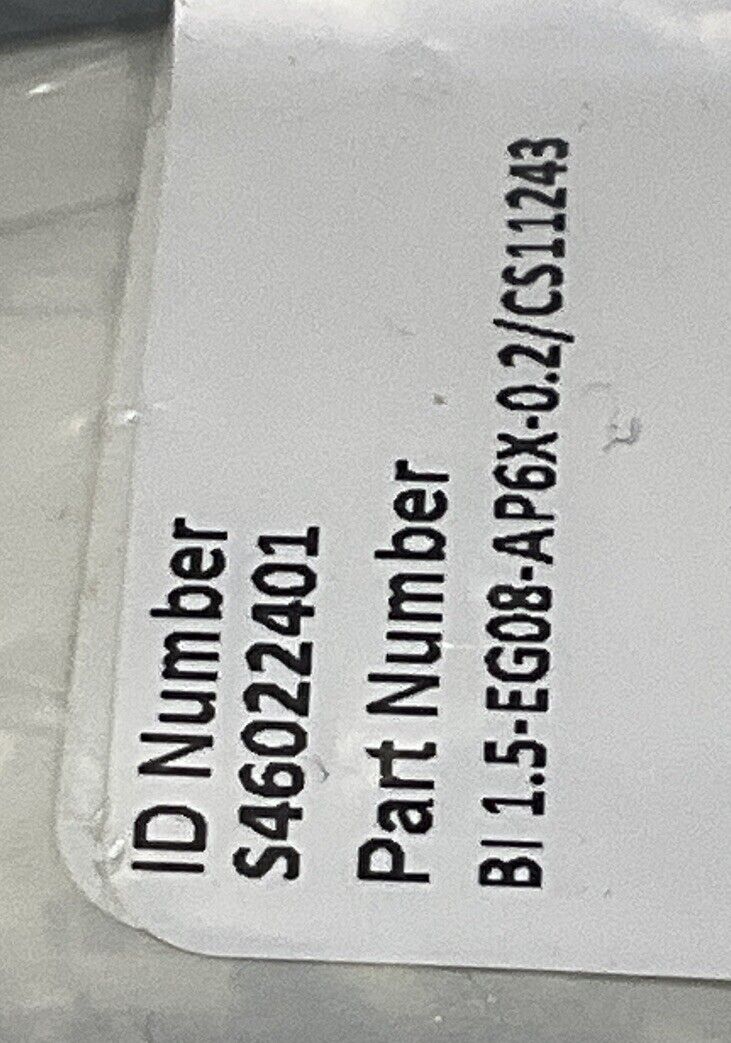 ID Number
S46022401
Part Number
BI 1.5-EG08-AP6X-0.2/CS11243